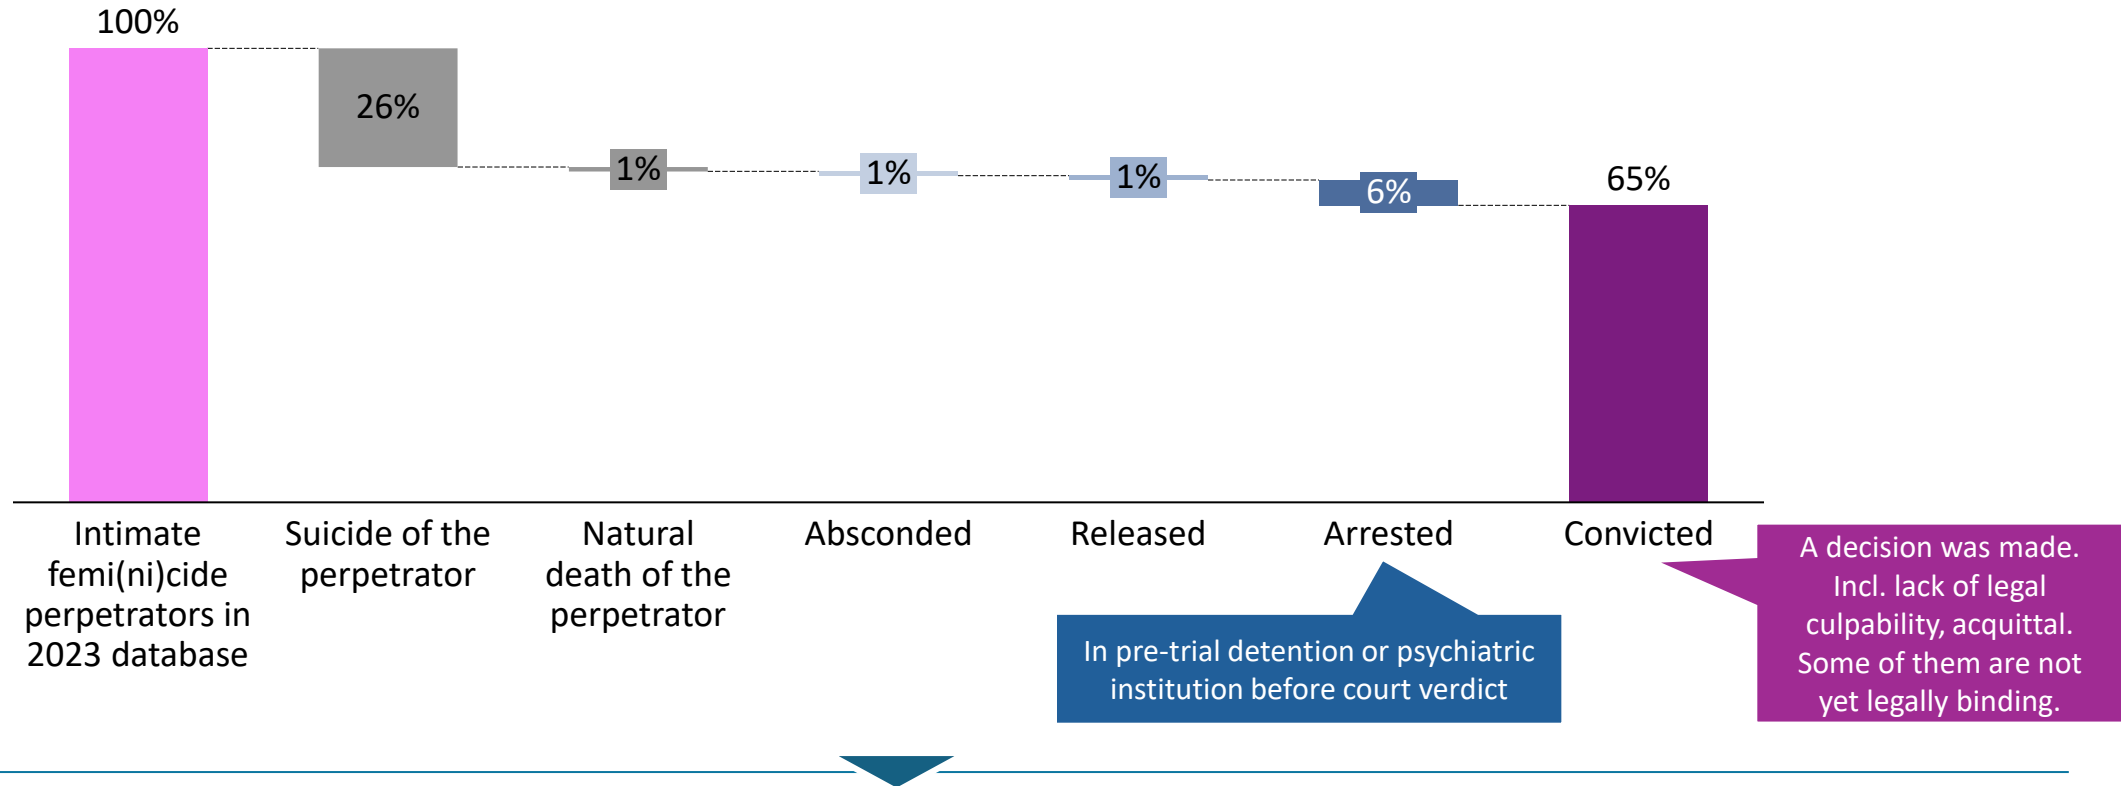 100%
26%
1%
1%
1%
6%
65%
Intimate
femi(ni)cide
perpetrators in
2023 database
Suicide of the
perpetrator
Natural
death of the
perpetrator
Absconded
Released
Arrested
Convicted
In pre-trial detention or psychiatric
institution before court verdict
A decision was made.
Incl. lack of legal
culpability, acquittal.
Some of them are not
yet legally binding.